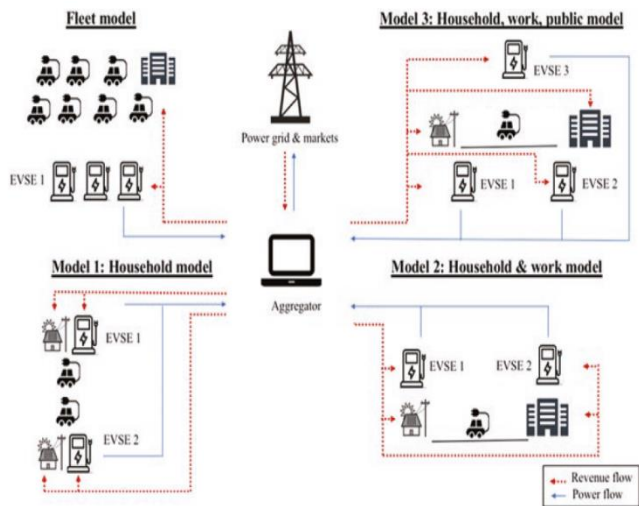 Fleet model
Model 3: Household, work, public model
EVSE 3
Power grid & markets
EVSE 1
EVSE 1
EVSE 2
Model 1: Household model
Model 2: Household & work model
Aggregator
EVSE 1
EVSE 1
EVSE 2
EVSE 2
Revenue flow
Power flow